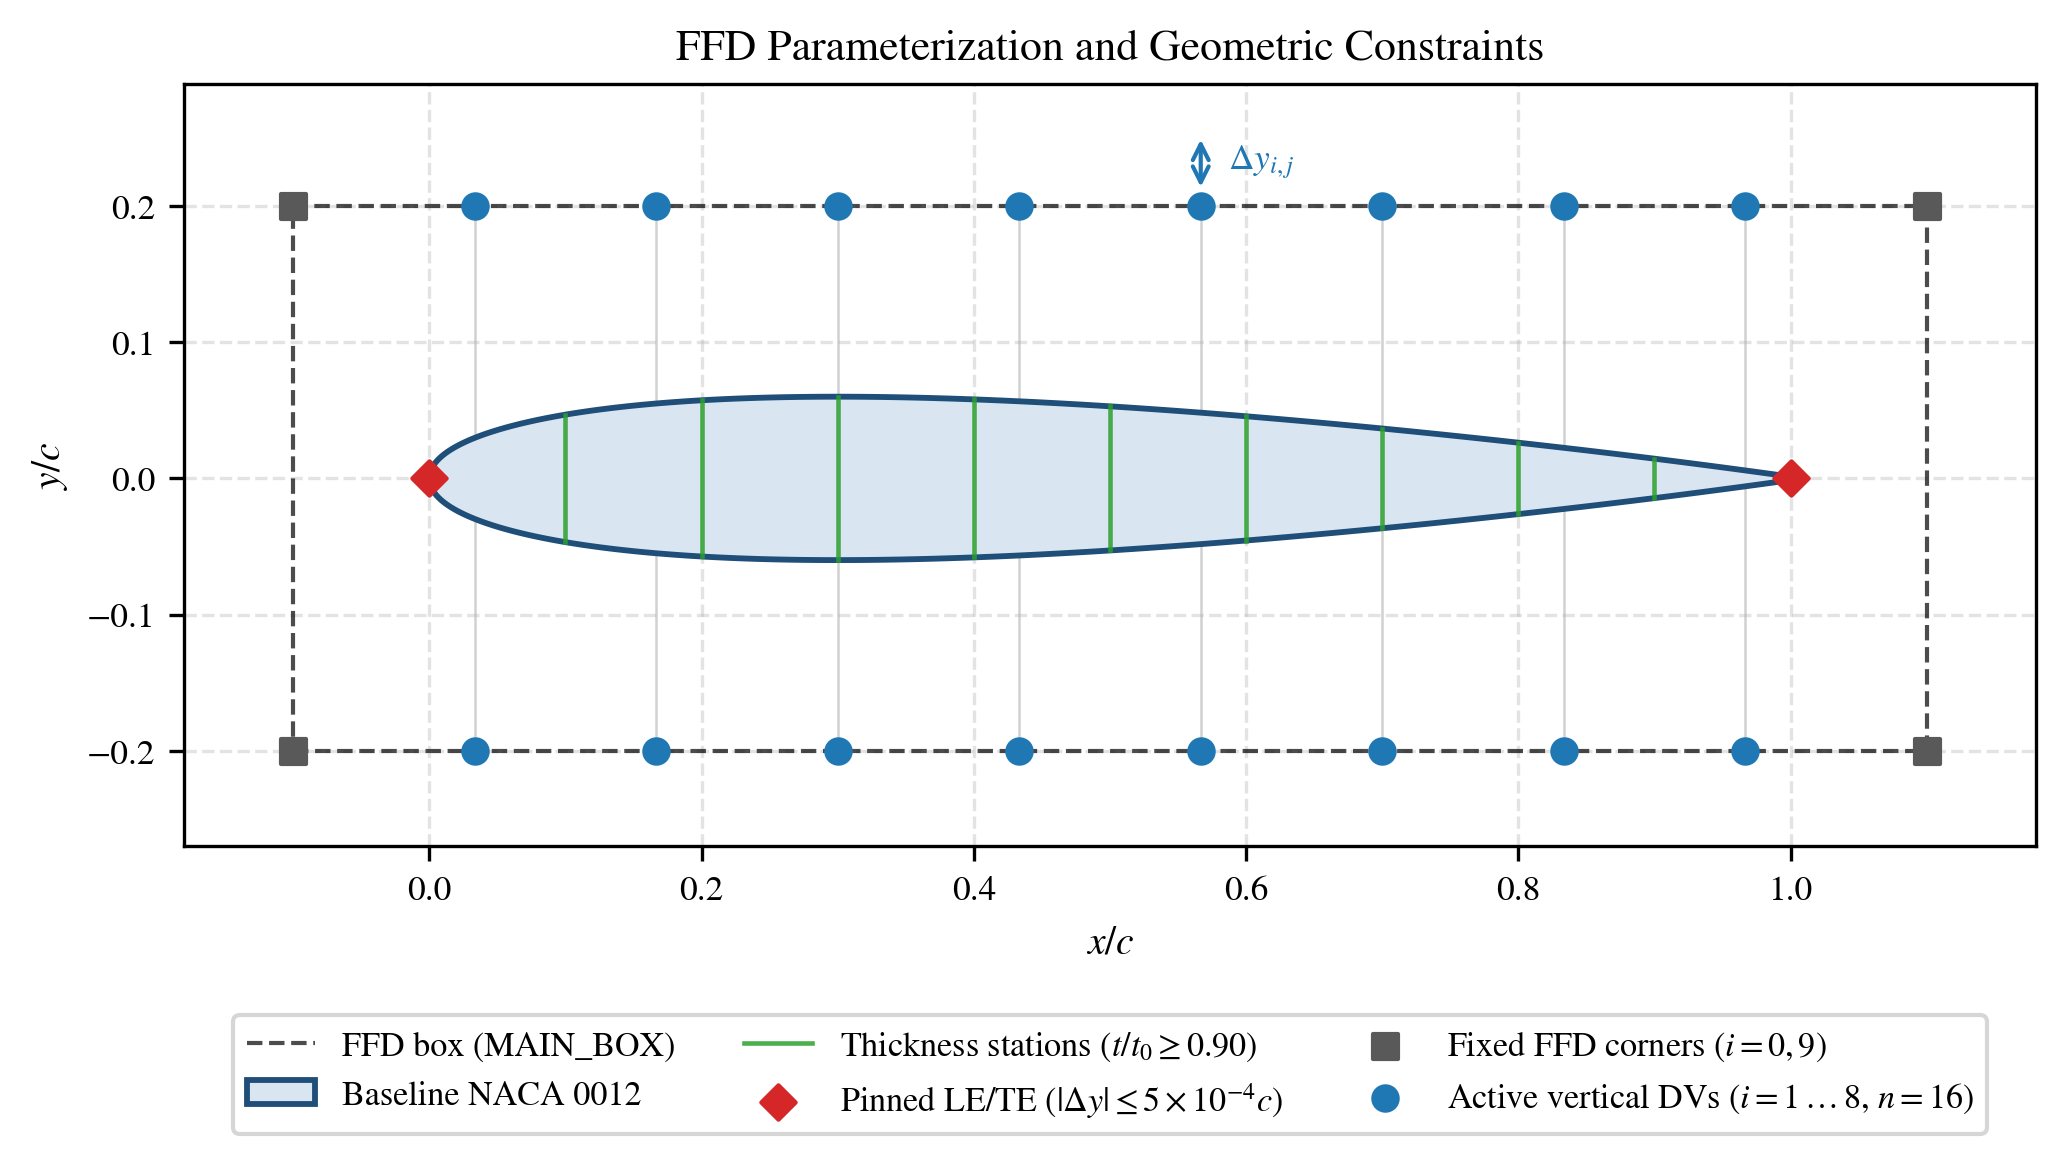 FFD Parameterization and Geometric Constraints
Δy_{i,j}
0.2
0.1
0.0
−0.1
−0.2
y/c
0.0 0.2 0.4 0.6 0.8 1.0
x/c
FFD box (MAIN_BOX)
Baseline NACA 0012
Thickness stations (t/t₀ ≥ 0.90)
Pinned LE/TE (|Δy| ≤ 5 × 10⁻⁴c)
Fixed FFD corners (i = 0, 9)
Active vertical DVs (i = 1 … 8, n = 16)